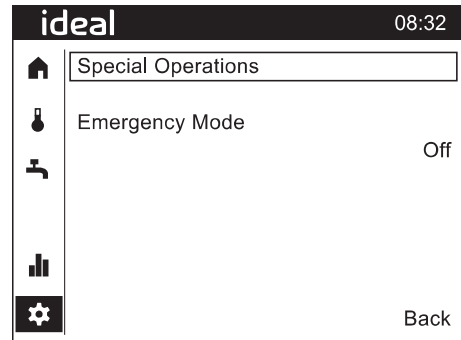 ideal 08:32
Special Operations
Emergency Mode
Off
Back